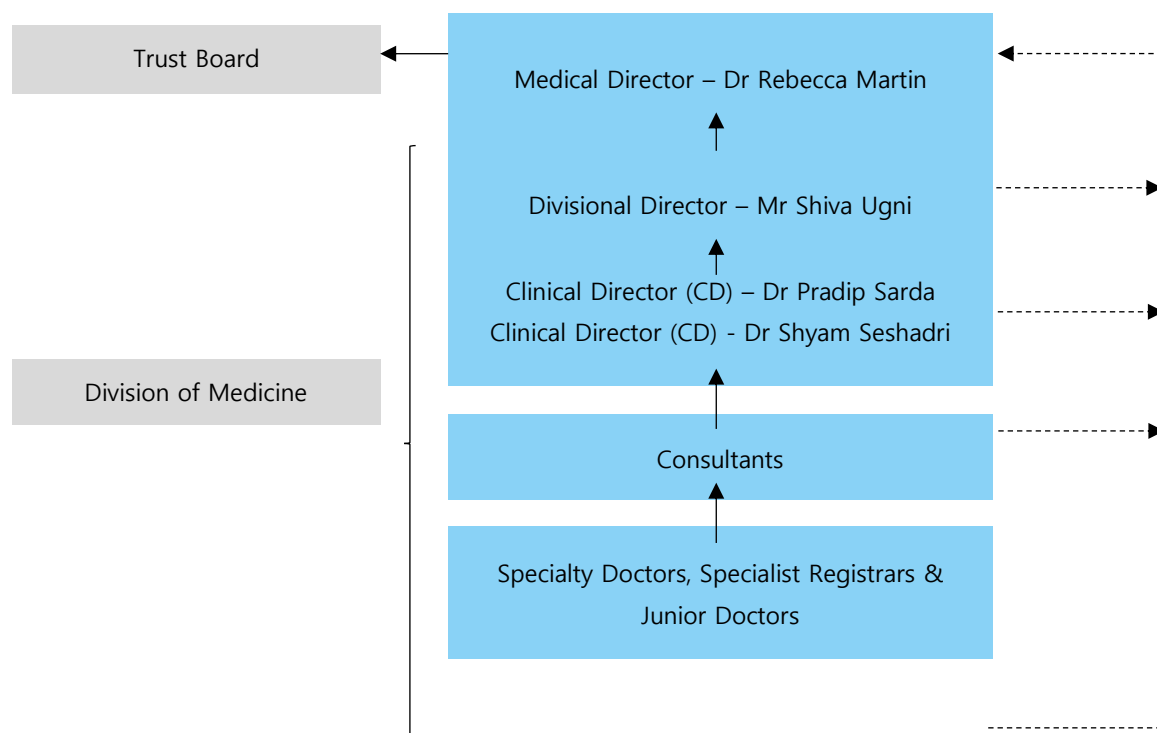 Trust Board
Medical Director – Dr Rebecca Martin
Divisional Director – Mr Shiva Ugni
Clinical Director (CD) – Dr Pradip Sarda
Clinical Director (CD) - Dr Shyam Seshadri
Division of Medicine
Consultants
Specialty Doctors, Specialist Registrars &
Junior Doctors